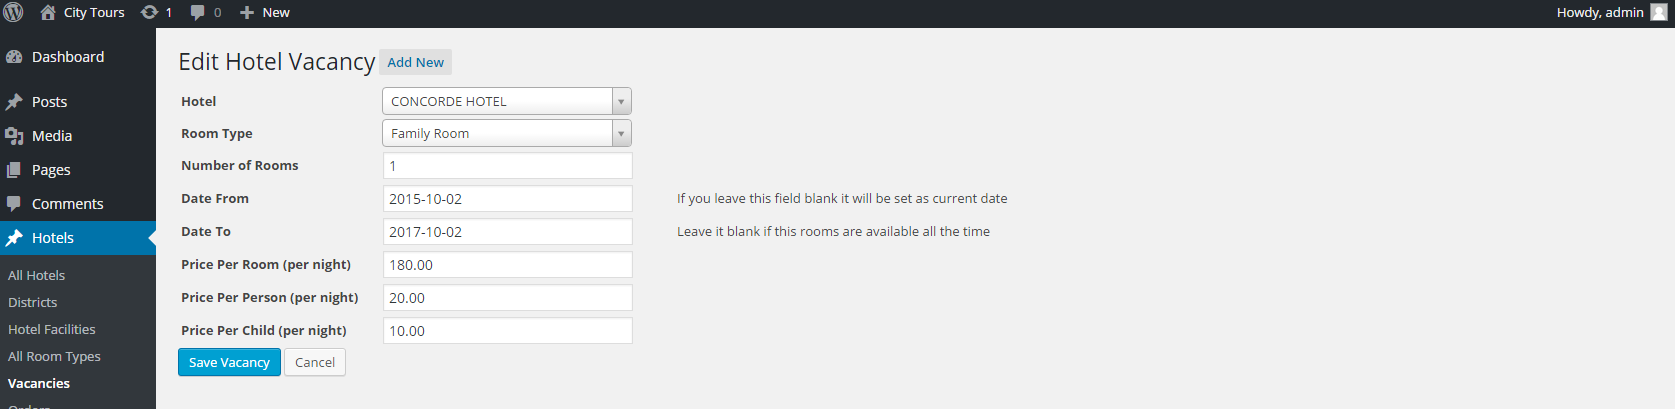 City Tours 1 0 New Howdy, admin
Dashboard
Posts
Media
Pages
Comments
Hotels
All Hotels
Districts
Hotel Facilities
All Room Types
Vacancies
Orders
Edit Hotel Vacancy Add New
Hotel CONCORDE HOTEL
Room Type Family Room
Number of Rooms 1
Date From 2015-10-02 If you leave this field blank it will be set as current date
Date To 2017-10-02 Leave it blank if this rooms are available all the time
Price Per Room (per night) 180.00
Price Per Person (per night) 20.00
Price Per Child (per night) 10.00
Save Vacancy Cancel